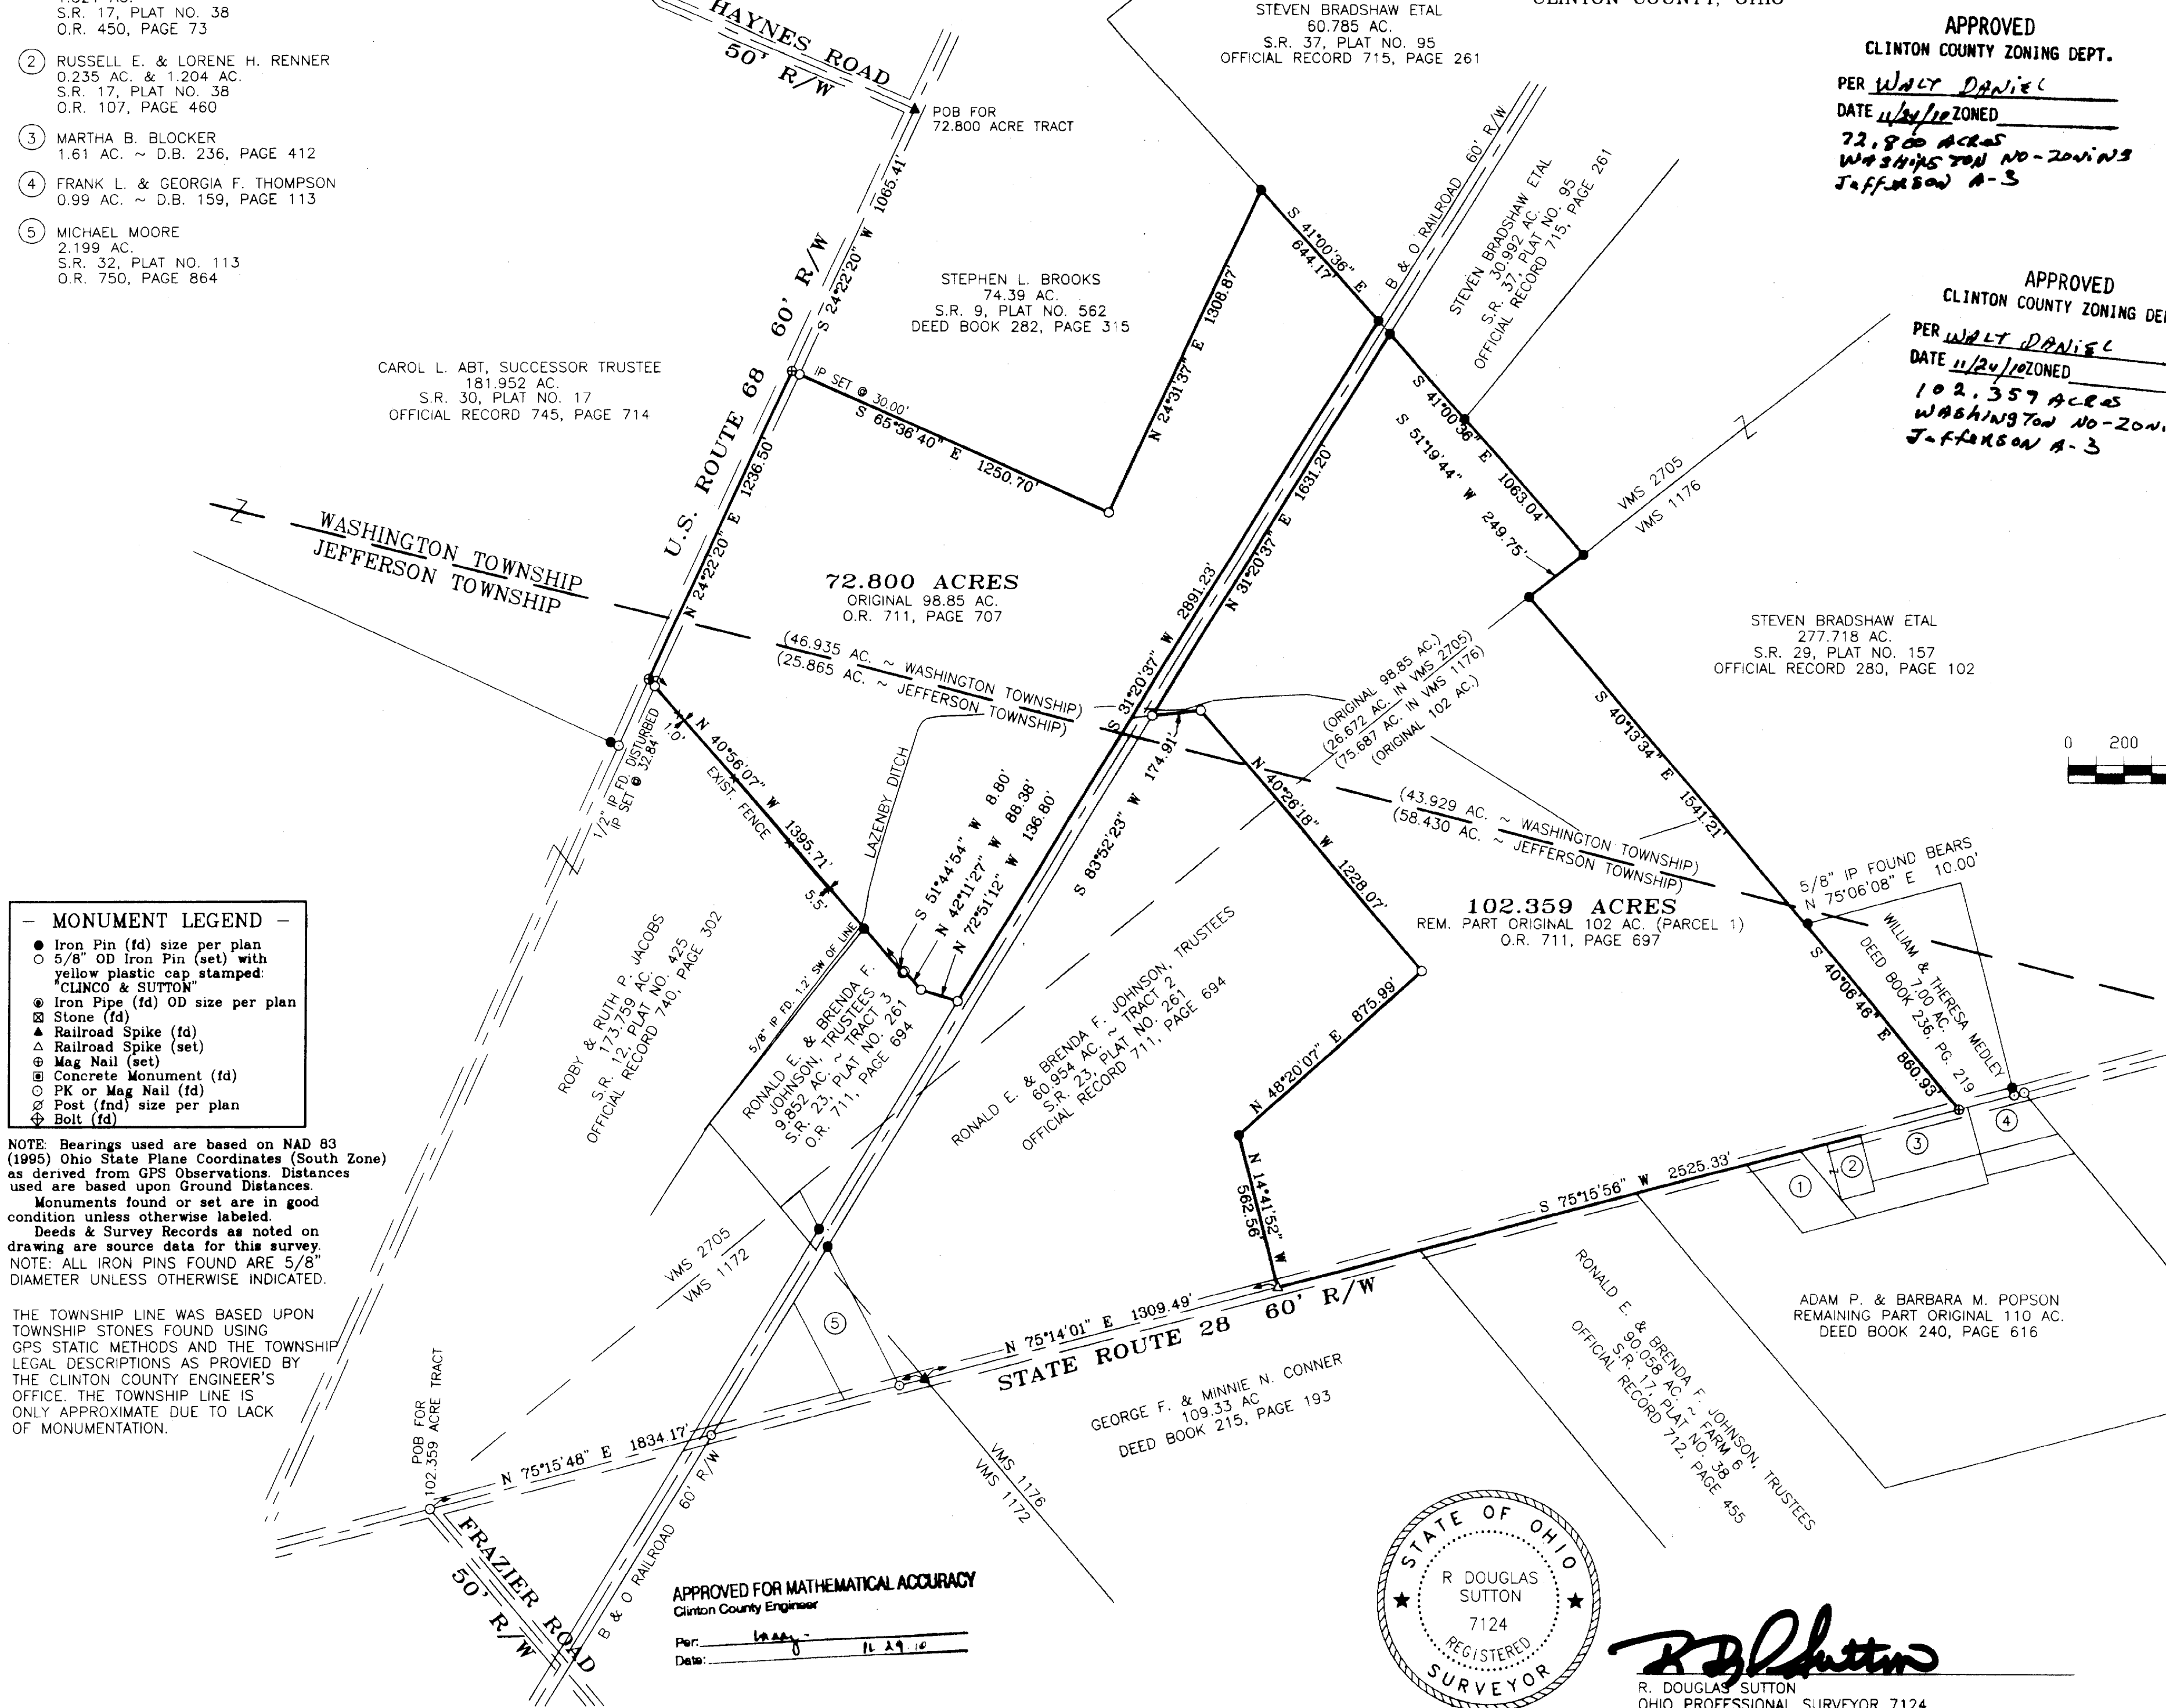 S.R. 17, PLAT NO. 38
O.R. 450, PAGE 73
2 RUSSELL E. & LORENE H. RENNER
0.235 AC. & 1.204 AC.
S.R. 17, PLAT NO. 38
O.R. 107, PAGE 460
3 MARTHA B. BLOCKER
1.61 AC. ~ D.B. 236, PAGE 412
4 FRANK L. & GEORGIA F. THOMPSON
0.99 AC. ~ D.B. 159, PAGE 113
5 MICHAEL MOORE
2.199 AC.
S.R. 32, PLAT NO. 113
O.R. 750, PAGE 864
HAYNES ROAD
50' R/W
POB FOR
72.800 ACRE TRACT
STEVEN BRADSHAW ETAL
60.785 AC.
S.R. 37, PLAT NO. 95
OFFICIAL RECORD 715, PAGE 261
CLINTON COUNTY, OHIO
APPROVED
CLINTON COUNTY ZONING DEPT.
PER WALT DANIEL
DATE 11/24/10 ZONED
72.800 ACRES
WASHINGTON NO-ZONING
JEFFERSON A-3
APPROVED
CLINTON COUNTY ZONING DE
PER WALT DANIEL
DATE 11/24/10 ZONED
102.359 ACRES
WASHINGTON NO-ZONI
JEFFERSON A-3
S 24°22'20" W 1065.41'
STEPHEN L. BROOKS
74.39 AC.
S.R. 9, PLAT NO. 562
DEED BOOK 282, PAGE 315
S 41°00'36" E
644.17'
N 24°31'37" E 1308.87'
B & O RAILROAD 60' R/W
STEVEN BRADSHAW ETAL
30.992 AC.
S.R. 37, PLAT NO. 95
OFFICIAL RECORD 715, PAGE 261
CAROL L. ABT, SUCCESSOR TRUSTEE
181.952 AC.
S.R. 30, PLAT NO. 17
OFFICIAL RECORD 745, PAGE 714
U.S. ROUTE 68 60' R/W
IP SET @ 30.00'
S 65°36'40" E 1250.70'
N 24°22'20" E 1236.50'
S 41°00'36" E 1063.04'
S 51°19'44" W 249.75'
VMS 2705
VMS 1176
WASHINGTON TOWNSHIP
JEFFERSON TOWNSHIP
72.800 ACRES
ORIGINAL 98.85 AC.
O.R. 711, PAGE 707
(46.935 AC. ~ WASHINGTON TOWNSHIP)
(25.865 AC. ~ JEFFERSON TOWNSHIP)
S 31°20'37" W 2891.23'
N 31°20'37" E 1631.20'
(ORIGINAL 98.85 AC.)
(26.672 AC. IN VMS 2705)
(75.687 AC. IN VMS 1176)
(ORIGINAL 102 AC.)
STEVEN BRADSHAW ETAL
277.718 AC.
S.R. 29, PLAT NO. 157
OFFICIAL RECORD 280, PAGE 102
0 200
S 40°13'34" E 1541.21'
1/2" IP FD. DISTURBED
IP SET @ 32.84'
1.0'
N 40°56'07" W 1395.71'
EXIST. FENCE
5.5'
LAZENBY DITCH
S 51°44'54" W 8.80'
N 42°11'27" W 88.38'
N 72°51'12" W 136.80'
S 83°52'23" W 174.91'
N 40°26'18" W 1228.07'
(43.929 AC. ~ WASHINGTON TOWNSHIP)
(58.430 AC. ~ JEFFERSON TOWNSHIP)
5/8" IP FOUND BEARS
N 75°06'08" E 10.00'
102.359 ACRES
REM. PART ORIGINAL 102 AC. (PARCEL 1)
O.R. 711, PAGE 697
WILLIAM & THERESA MEDLEY
7.00 AC.
DEED BOOK 236, PG. 219
S 40°06'46" E 860.93'
ROBY & RUTH P. JACOBS
173.759 AC.
S.R. 12, PLAT NO. 425
OFFICIAL RECORD 740, PAGE 302
5/8" IP FD. 1.2' SW OF LINE
RONALD E. & BRENDA F.
JOHNSON, TRUSTEES
9.852 AC. ~ TRACT 3
S.R. 23, PLAT NO. 261
O.R. 711, PAGE 694
RONALD E. & BRENDA F. JOHNSON, TRUSTEES
60.954 AC. ~ TRACT 2
S.R. 23, PLAT NO. 261
OFFICIAL RECORD 711, PAGE 694
N 48°20'07" E 875.99'
N 14°41'52" W
562.56'
S 75°15'56" W 2525.33'
1
2
3
4
– MONUMENT LEGEND –
Iron Pin (fd) size per plan
5/8" OD Iron Pin (set) with
yellow plastic cap stamped:
"CLINCO & SUTTON"
Iron Pipe (fd) OD size per plan
Stone (fd)
Railroad Spike (fd)
Railroad Spike (set)
Mag Nail (set)
Concrete Monument (fd)
PK or Mag Nail (fd)
Post (fnd) size per plan
Bolt (fd)
NOTE: Bearings used are based on NAD 83
(1995) Ohio State Plane Coordinates (South Zone)
as derived from GPS Observations. Distances
used are based upon Ground Distances.
Monuments found or set are in good
condition unless otherwise labeled.
Deeds & Survey Records as noted on
drawing are source data for this survey.
NOTE: ALL IRON PINS FOUND ARE 5/8"
DIAMETER UNLESS OTHERWISE INDICATED.
THE TOWNSHIP LINE WAS BASED UPON
TOWNSHIP STONES FOUND USING
GPS STATIC METHODS AND THE TOWNSHIP
LEGAL DESCRIPTIONS AS PROVIED BY
THE CLINTON COUNTY ENGINEER'S
OFFICE. THE TOWNSHIP LINE IS
ONLY APPROXIMATE DUE TO LACK
OF MONUMENTATION.
VMS 2705
VMS 1172
5
N 75°14'01" E 1309.49'
STATE ROUTE 28 60' R/W
POB FOR
102.359 ACRE TRACT
N 75°15'48" E 1834.17'
FRAZIER ROAD
50' R/W
B & O RAILROAD 60' R/W
VMS 1176
VMS 1172
GEORGE F. & MINNIE N. CONNER
109.33 AC
DEED BOOK 215, PAGE 193
RONALD E. & BRENDA F. JOHNSON, TRUSTEES
90.058 AC. ~ FARM 6
S.R. 17, PLAT NO. 38
OFFICIAL RECORD 712, PAGE 455
ADAM P. & BARBARA M. POPSON
REMAINING PART ORIGINAL 110 AC.
DEED BOOK 240, PAGE 616
APPROVED FOR MATHEMATICAL ACCURACY
Clinton County Engineer
Per:
Date: 11.29.10
STATE OF OHIO
R DOUGLAS
SUTTON
7124
REGISTERED
SURVEYOR
R. DOUGLAS SUTTON
OHIO PROFESSIONAL SURVEYOR 7124